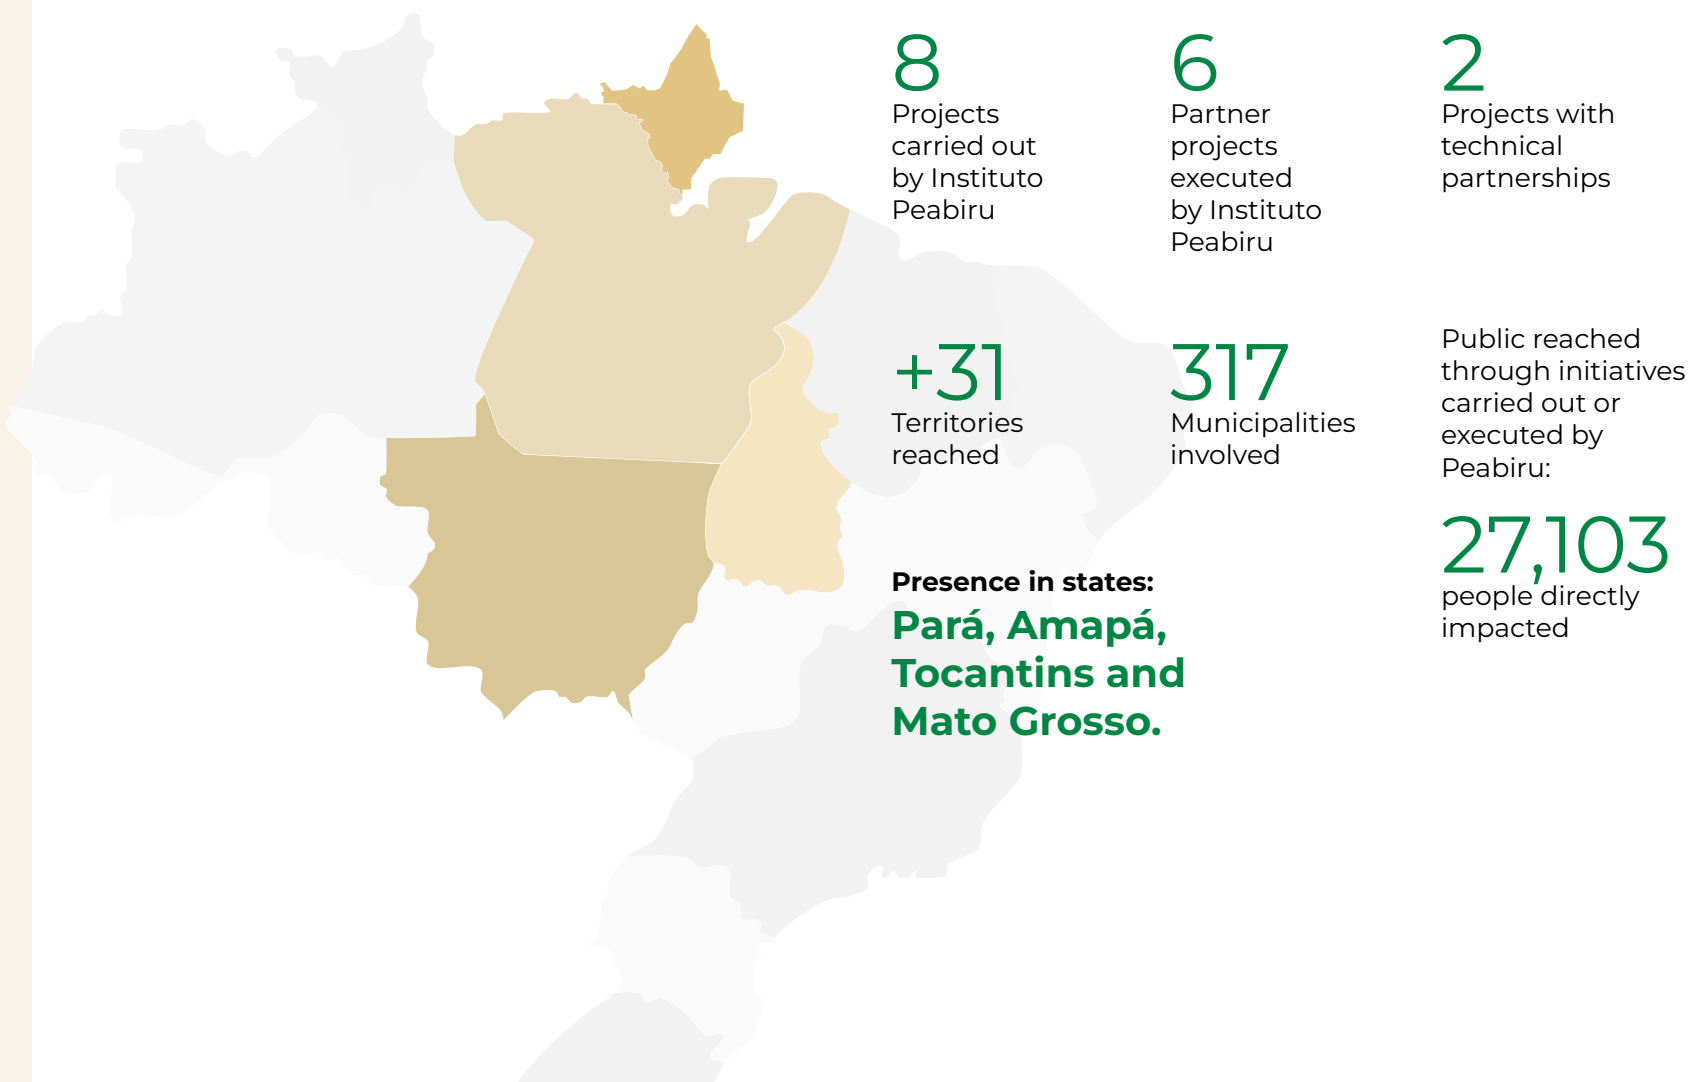 8
Projects
carried out
by Instituto
Peabiru
6
Partner
projects
executed
by Instituto
Peabiru
2
Projects with
technical
partnerships
+31
Territories
reached
317
Municipalities
involved
Public reached
through initiatives
carried out or
executed by
Peabiru:
27,103
people directly
impacted
Presence in states:
Pará, Amapá,
Tocantins and
Mato Grosso.